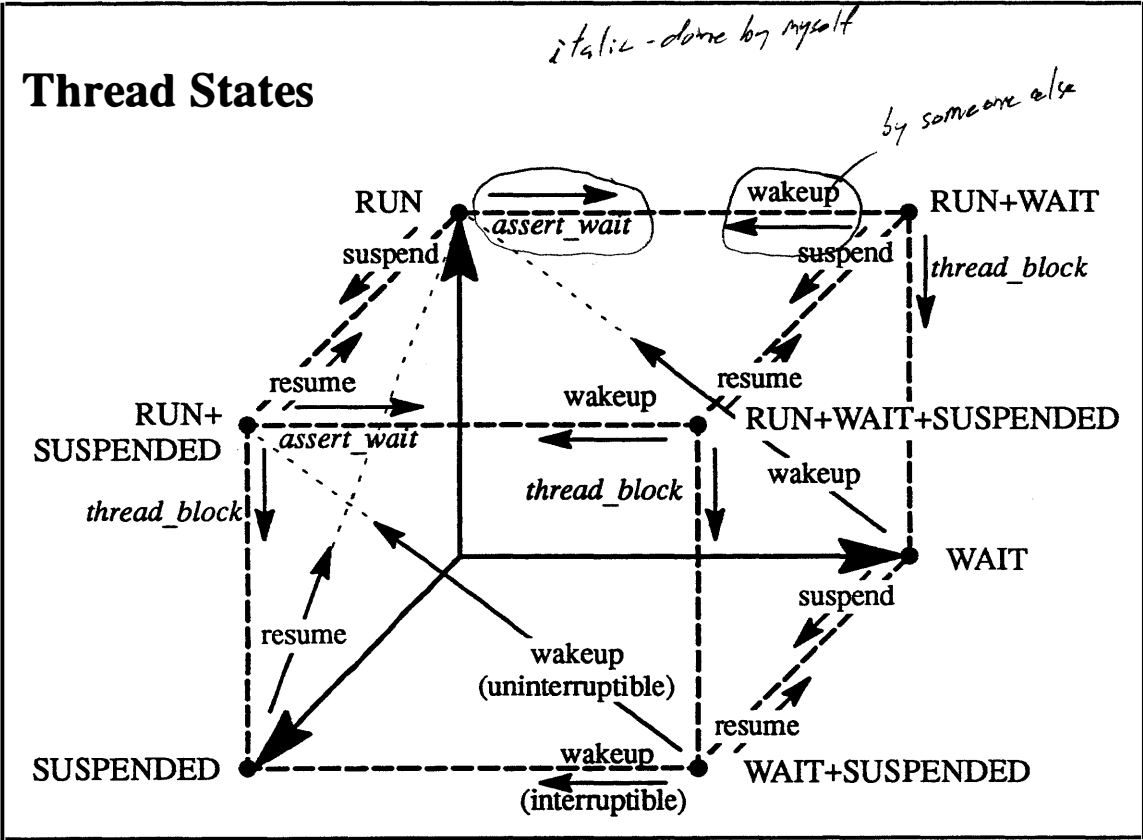 italic - done by myself
Thread States
by someone else
RUN
wakeup
RUN+WAIT
assert_wait
suspend
suspend
thread_block
resume
resume
RUN+
SUSPENDED
wakeup
RUN+WAIT+SUSPENDED
assert_wait
wakeup
thread_block
thread_block
WAIT
suspend
resume
wakeup
(uninterruptible)
resume
SUSPENDED
wakeup
(interruptible)
WAIT+SUSPENDED